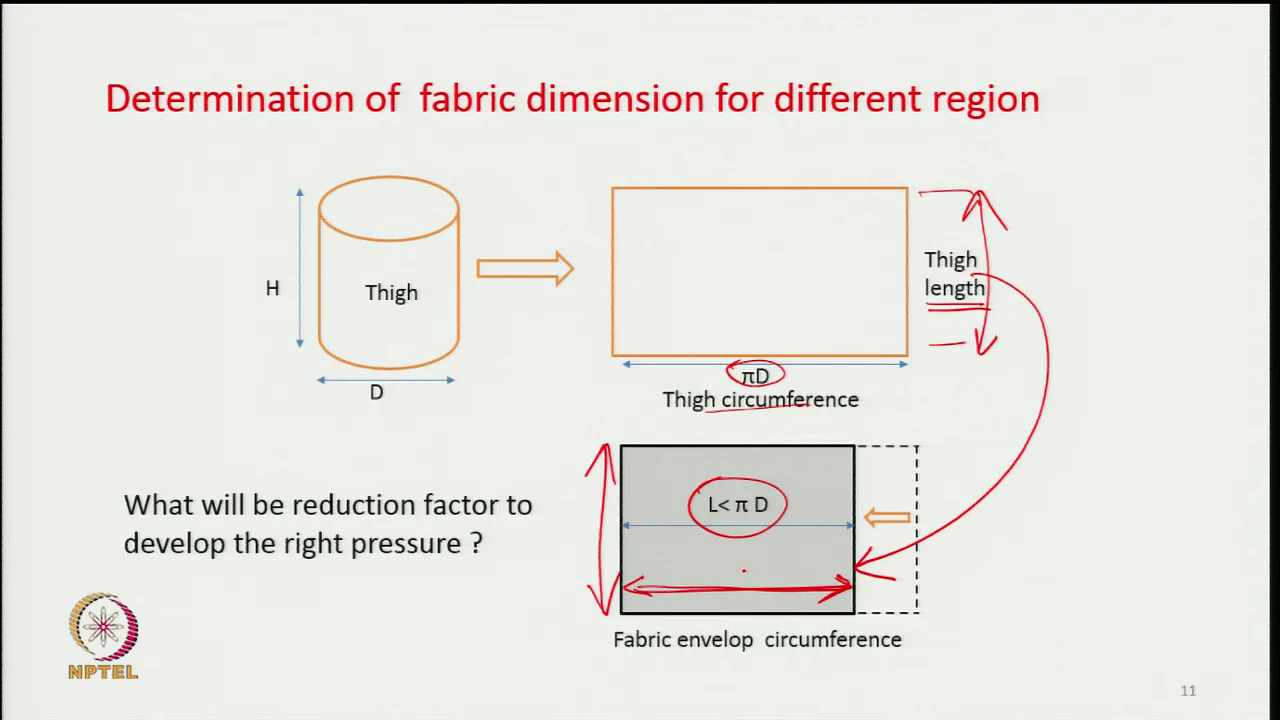 Determination of fabric dimension for different region
H
Thigh
D
Thigh
length
πD
Thigh circumference
L< π D
What will be reduction factor to
develop the right pressure ?
Fabric envelop circumference
NPTEL
11